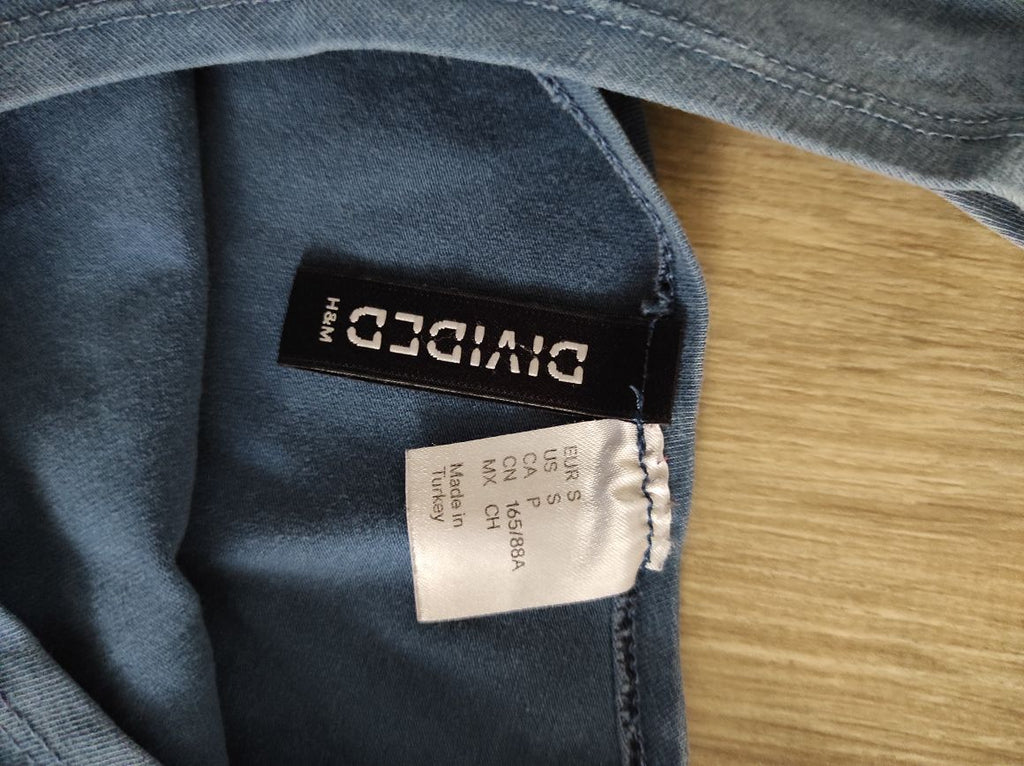 DIVIDED
H&M
EUR S
US S
CA P
CN 165/88A
MX CH
Made in
Turkey